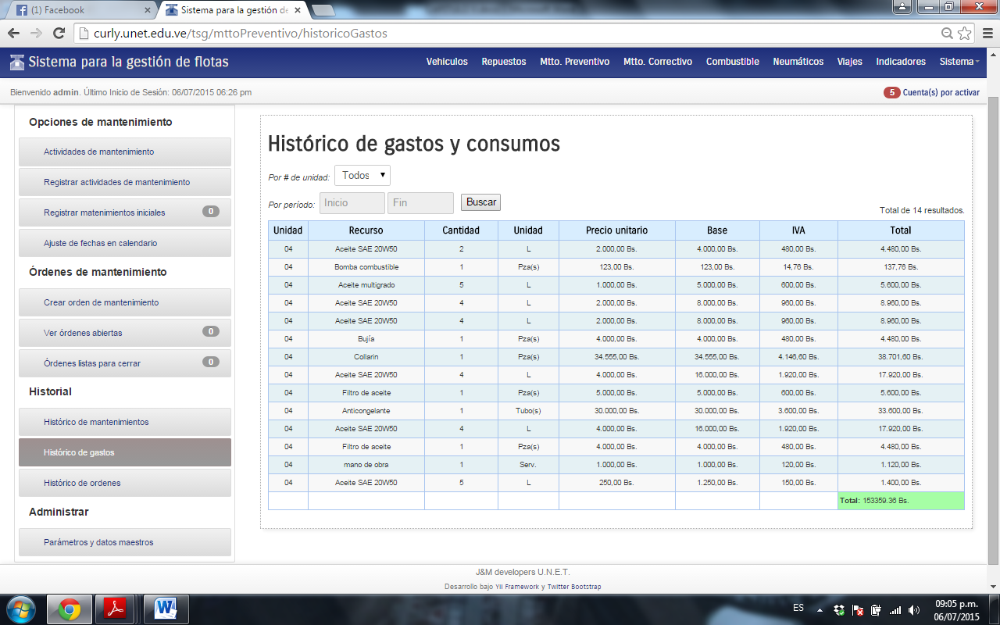 (1) Facebook
Sistema para la gestión de
curly.unet.edu.ve/tsg/mttoPreventivo/historicoGastos
Sistema para la gestión de flotas
Vehiculos Repuestos Mtto. Preventivo Mtto. Correctivo Combustible Neumáticos Viajes Indicadores Sistema
Bienvenido admin. Último Inicio de Sesión: 06/07/2015 06:26 pm
5 Cuenta(s) por activar
Opciones de mantenimiento
Actividades de mantenimiento
Registrar actividades de mantenimiento
Registrar matenimientos iniciales 0
Ajuste de fechas en calendario
Órdenes de mantenimiento
Crear orden de mantenimiento
Ver órdenes abiertas 0
Órdenes listas para cerrar 0
Historial
Histórico de mantenimientos
Histórico de gastos
Histórico de ordenes
Administrar
Parámetros y datos maestros
Histórico de gastos y consumos
Por # de unidad: Todos
Por período: Inicio Fin Buscar
Total de 14 resultados.
Unidad Recurso Cantidad Unidad Precio unitario Base IVA Total
04 Aceite SAE 20W50 2 L 2.000,00 Bs. 4.000,00 Bs. 480,00 Bs. 4.480,00 Bs.
04 Bomba combustible 1 Pza(s) 123,00 Bs. 123,00 Bs. 14,76 Bs. 137,76 Bs.
04 Aceite multigrado 5 L 1.000,00 Bs. 5.000,00 Bs. 600,00 Bs. 5.600,00 Bs.
04 Aceite SAE 20W50 4 L 2.000,00 Bs. 8.000,00 Bs. 960,00 Bs. 8.960,00 Bs.
04 Aceite SAE 20W50 4 L 2.000,00 Bs. 8.000,00 Bs. 960,00 Bs. 8.960,00 Bs.
04 Bujía 1 Pza(s) 4.000,00 Bs. 4.000,00 Bs. 480,00 Bs. 4.480,00 Bs.
04 Collarin 1 Pza(s) 34.555,00 Bs. 34.555,00 Bs. 4.146,60 Bs. 38.701,60 Bs.
04 Aceite SAE 20W50 4 L 4.000,00 Bs. 16.000,00 Bs. 1.920,00 Bs. 17.920,00 Bs.
04 Filtro de aceite 1 Pza(s) 5.000,00 Bs. 5.000,00 Bs. 600,00 Bs. 5.600,00 Bs.
04 Anticongelante 1 Tubo(s) 30.000,00 Bs. 30.000,00 Bs. 3.600,00 Bs. 33.600,00 Bs.
04 Aceite SAE 20W50 4 L 4.000,00 Bs. 16.000,00 Bs. 1.920,00 Bs. 17.920,00 Bs.
04 Filtro de aceite 1 Pza(s) 4.000,00 Bs. 4.000,00 Bs. 480,00 Bs. 4.480,00 Bs.
04 mano de obra 1 Serv. 1.000,00 Bs. 1.000,00 Bs. 120,00 Bs. 1.120,00 Bs.
04 Aceite SAE 20W50 5 L 250,00 Bs. 1.250,00 Bs. 150,00 Bs. 1.400,00 Bs.
Total: 153359.36 Bs.
J&M developers U.N.E.T.
Desarrollo bajo YII Framework y Twitter Bootstrap
ES
09:05 p.m.
06/07/2015